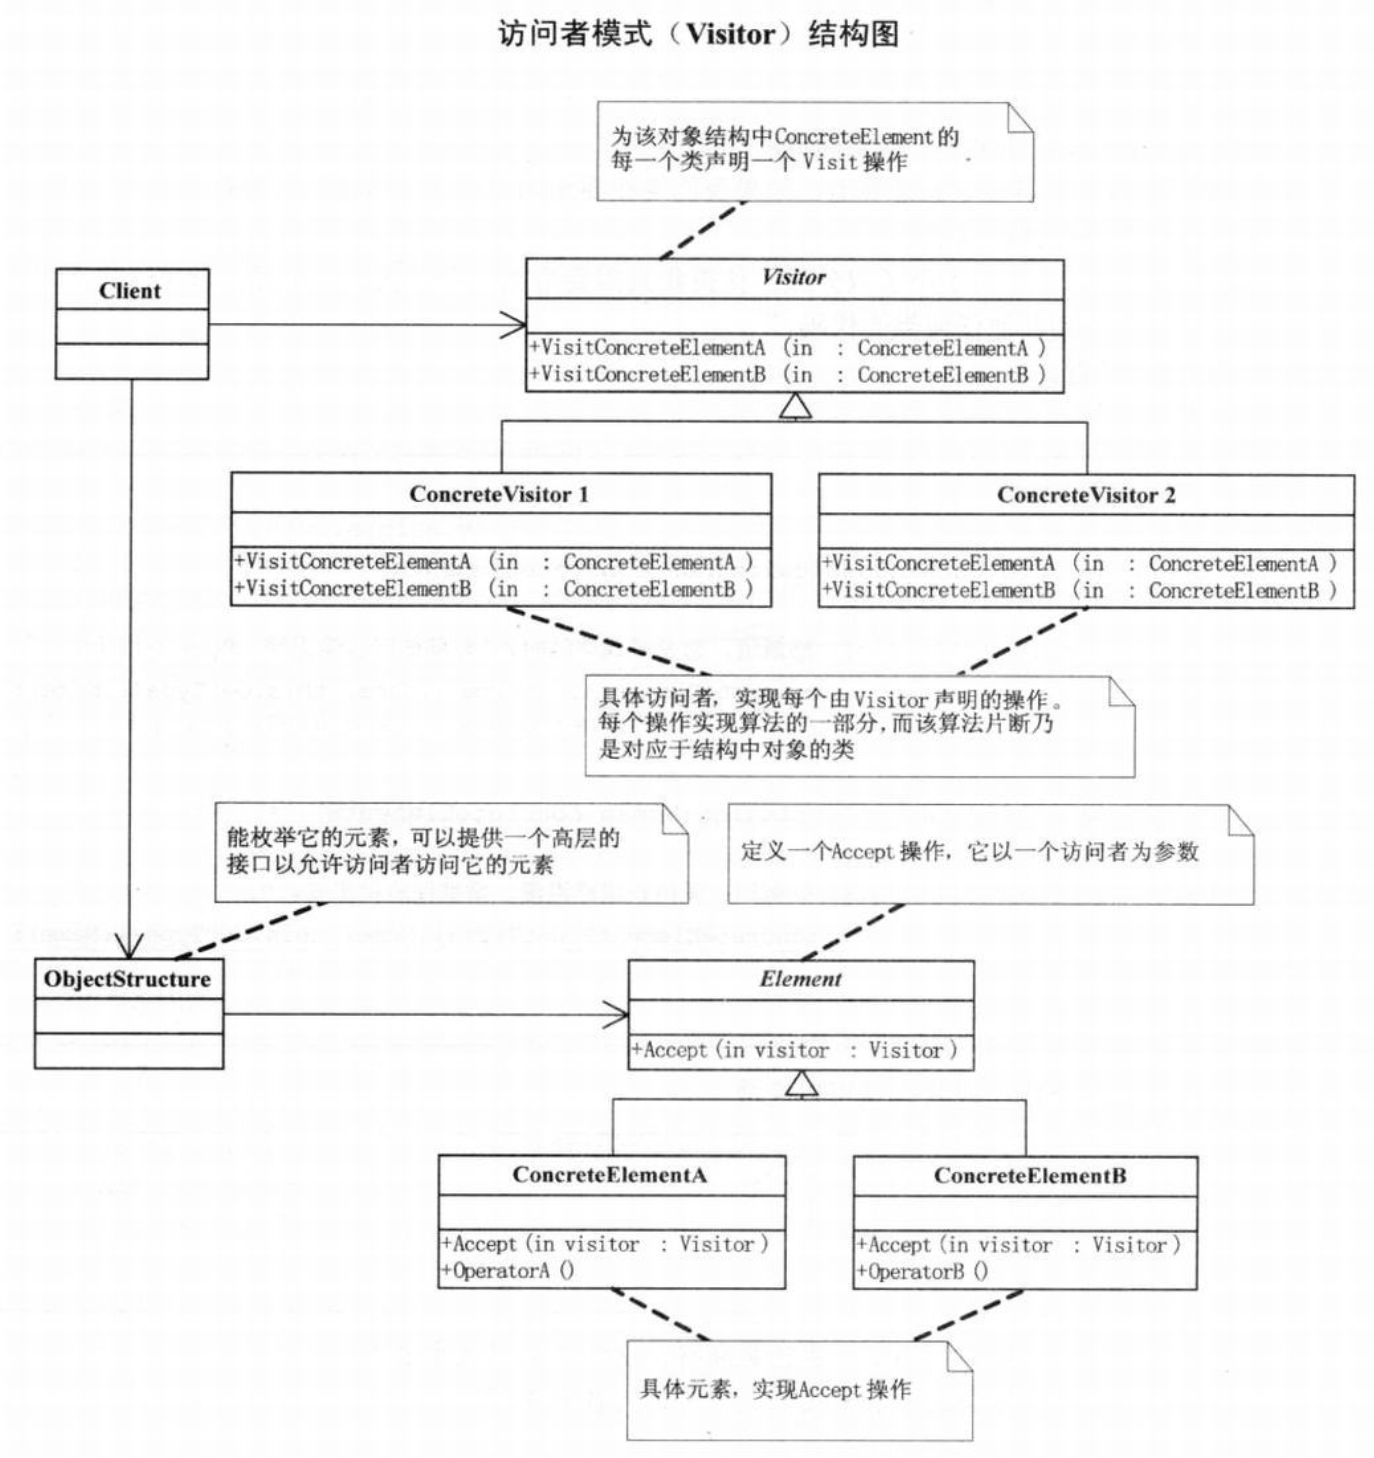 访问者模式（Visitor）结构图
为该对象结构中ConcreteElement的
每一个类声明一个 Visit 操作
Client
Visitor
+VisitConcreteElementA (in : ConcreteElementA )
+VisitConcreteElementB (in : ConcreteElementB )
ConcreteVisitor 1
+VisitConcreteElementA (in : ConcreteElementA )
+VisitConcreteElementB (in : ConcreteElementB )
ConcreteVisitor 2
+VisitConcreteElementA (in : ConcreteElementA )
+VisitConcreteElementB (in : ConcreteElementB )
具体访问者，实现每个由Visitor声明的操作。
每个操作实现算法的一部分，而该算法片断乃
是对应于结构中对象的类
能枚举它的元素，可以提供一个高层的
接口以允许访问者访问它的元素
定义一个Accept 操作，它以一个访问者为参数
ObjectStructure
Element
+Accept (in visitor : Visitor )
ConcreteElementA
+Accept (in visitor : Visitor )
+OperatorA ()
ConcreteElementB
+Accept (in visitor : Visitor )
+OperatorB ()
具体元素，实现Accept 操作